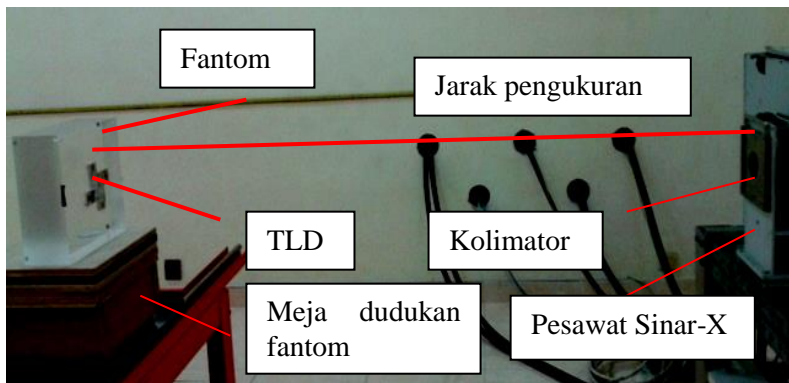 Fantom
Jarak pengukuran
TLD
Kolimator
Meja dudukan
fantom
Pesawat Sinar-X